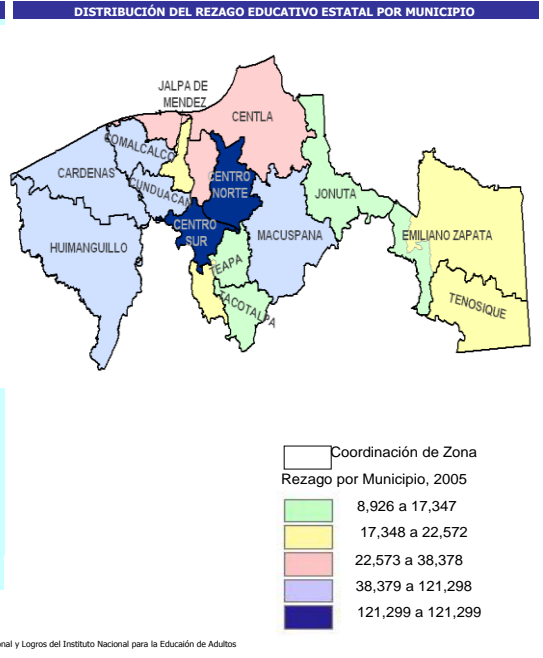 DISTRIBUCIÓN DEL REZAGO EDUCATIVO ESTATAL POR MUNICIPIO
JALPA DE
MENDEZ
CENTLA
COMALCALCO
CARDENAS
CUNDUACAN
CENTRO
NORTE
JONUTA
CENTRO
SUR
MACUSPANA
EMILIANO ZAPATA
HUIMANGUILLO
TEAPA
TACOTALPA
TENOSIQUE
Coordinación de Zona
Rezago por Municipio, 2005
8,926 a 17,347
17,348 a 22,572
22,573 a 38,378
38,379 a 121,298
121,299 a 121,299
onal y Logros del Instituto Nacional para la Educaión de Adultos